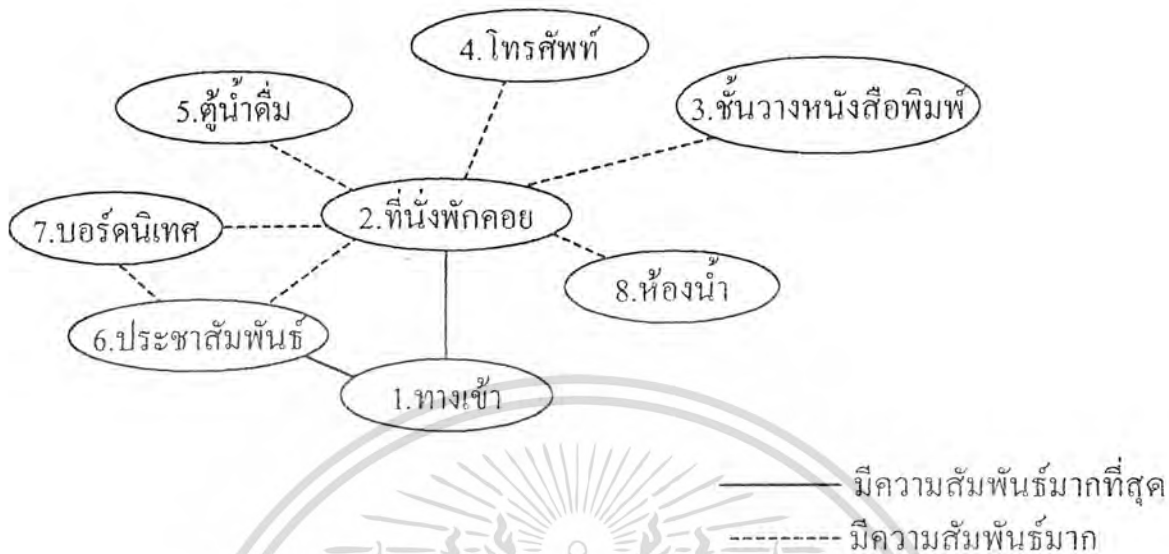 4.โทรศัพท์
5.ตู้น้ำดื่ม
3.ชั้นวางหนังสือพิมพ์
2.ที่นั่งพักคอย
7.บอร์ดนิเทศ
8.ห้องน้ำ
6.ประชาสัมพันธ์
1.ทางเข้า
มีความสัมพันธ์มากที่สุด
มีความสัมพันธ์มาก